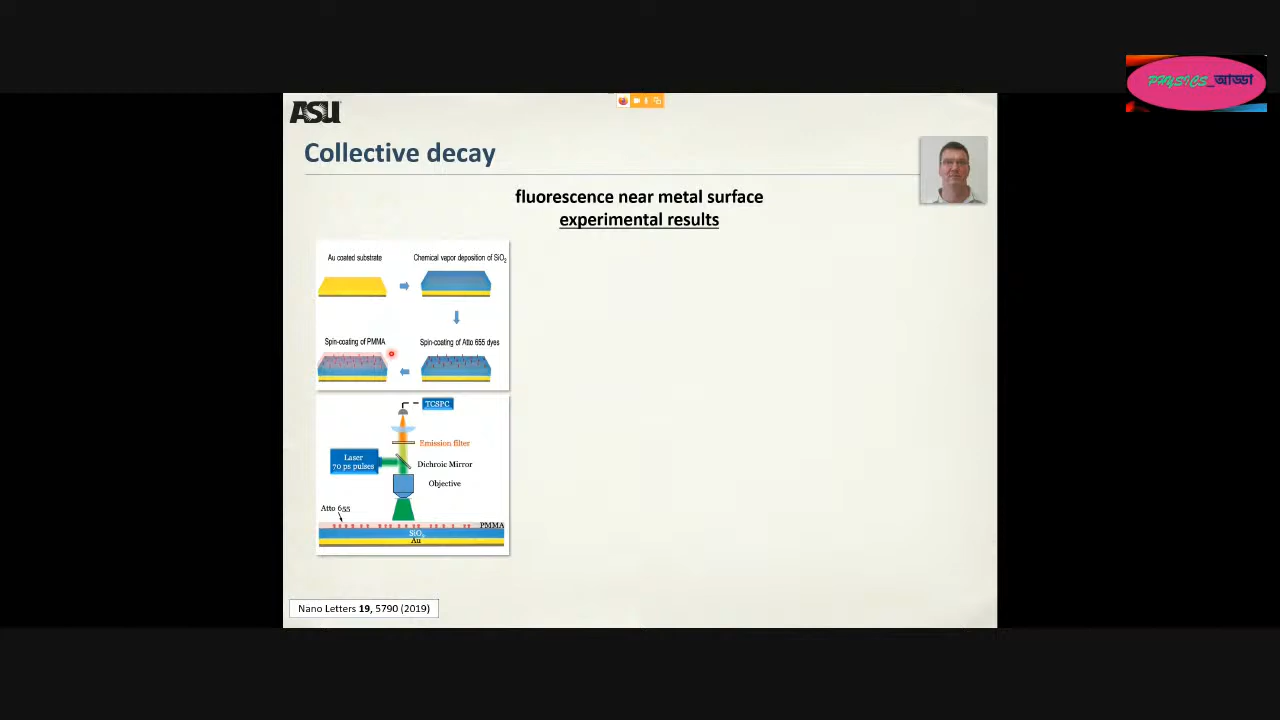 PHYSICS_আড্ডা
ASU
Collective decay
fluorescence near metal surface
experimental results
Au coated substrate
Chemical vapor deposition of SiO2
Spin-coating of PMMA
Spin-coating of Atto 655 dyes
TCSPC
Emission filter
Laser
70 ps pulses
Dichroic Mirror
Objective
Atto 655
PMMA
SiO2
Au
Nano Letters 19, 5790 (2019)